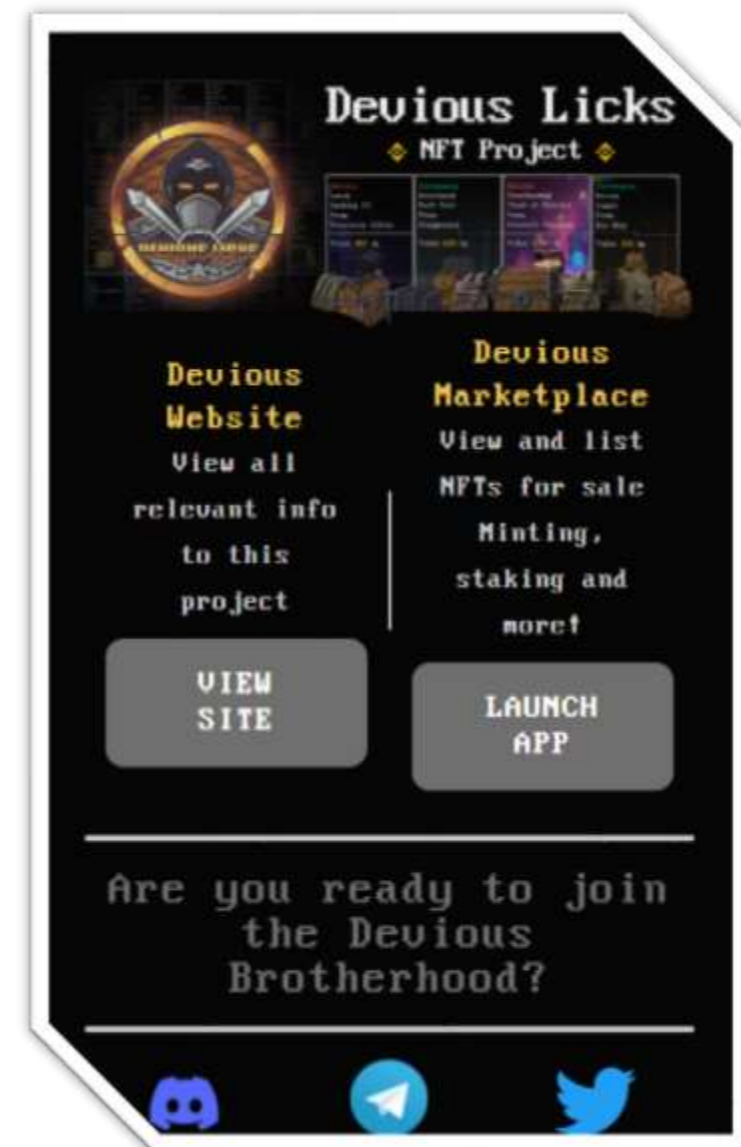 Devious Licks
NFT Project
Devious
Website
View all
relevant info
to this
project
VIEW
SITE
Devious
Marketplace
View and list
NFTs for sale
Minting,
staking and
more!
LAUNCH
APP
Are you ready to join
the Devious
Brotherhood?